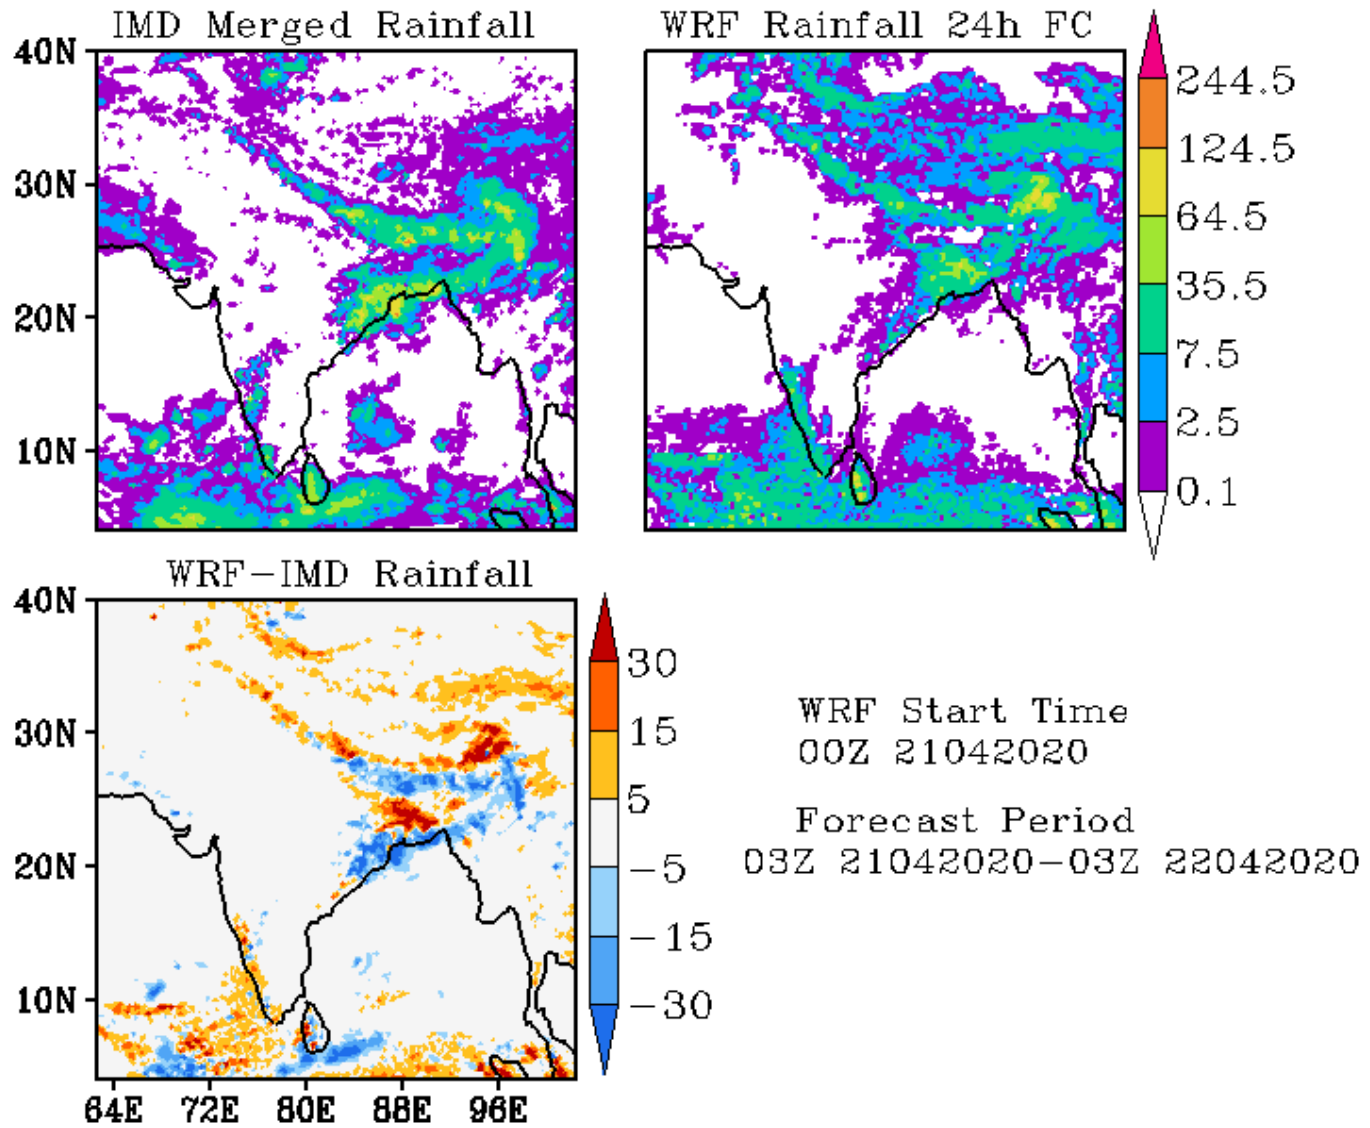 IMD Merged Rainfall
WRF Rainfall 24h FC
40N
30N
20N
10N
244.5
124.5
64.5
35.5
7.5
2.5
0.1
WRF-IMD Rainfall
40N
30N
20N
10N
64E 72E 80E 88E 96E
30
15
5
-5
-15
-30
WRF Start Time
00Z 21042020
Forecast Period
03Z 21042020-03Z 22042020